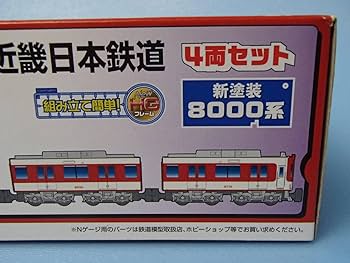 近畿日本鉄道 4両セット
組み立て簡単!
フレーム
新塗装
8000系
※Nゲージ用のパーツは鉄道模型取扱店、ホビーショップ等でお買い求めください。